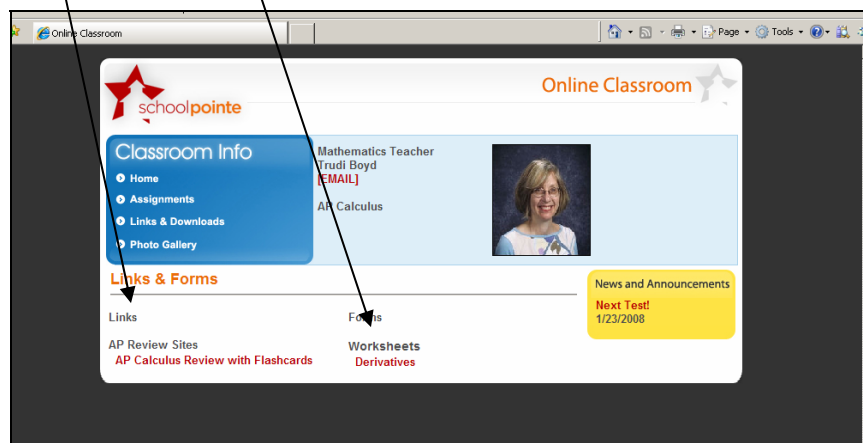 Online Classroom
Page
Tools
schoolpointe
Online Classroom
Classroom Info
Home
Assignments
Links & Downloads
Photo Gallery
Mathematics Teacher
Trudi Boyd
[EMAIL]
AP Calculus
Links & Forms
Links
Forms
AP Review Sites
AP Calculus Review with Flashcards
Worksheets
Derivatives
News and Announcements
Next Test!
1/23/2008